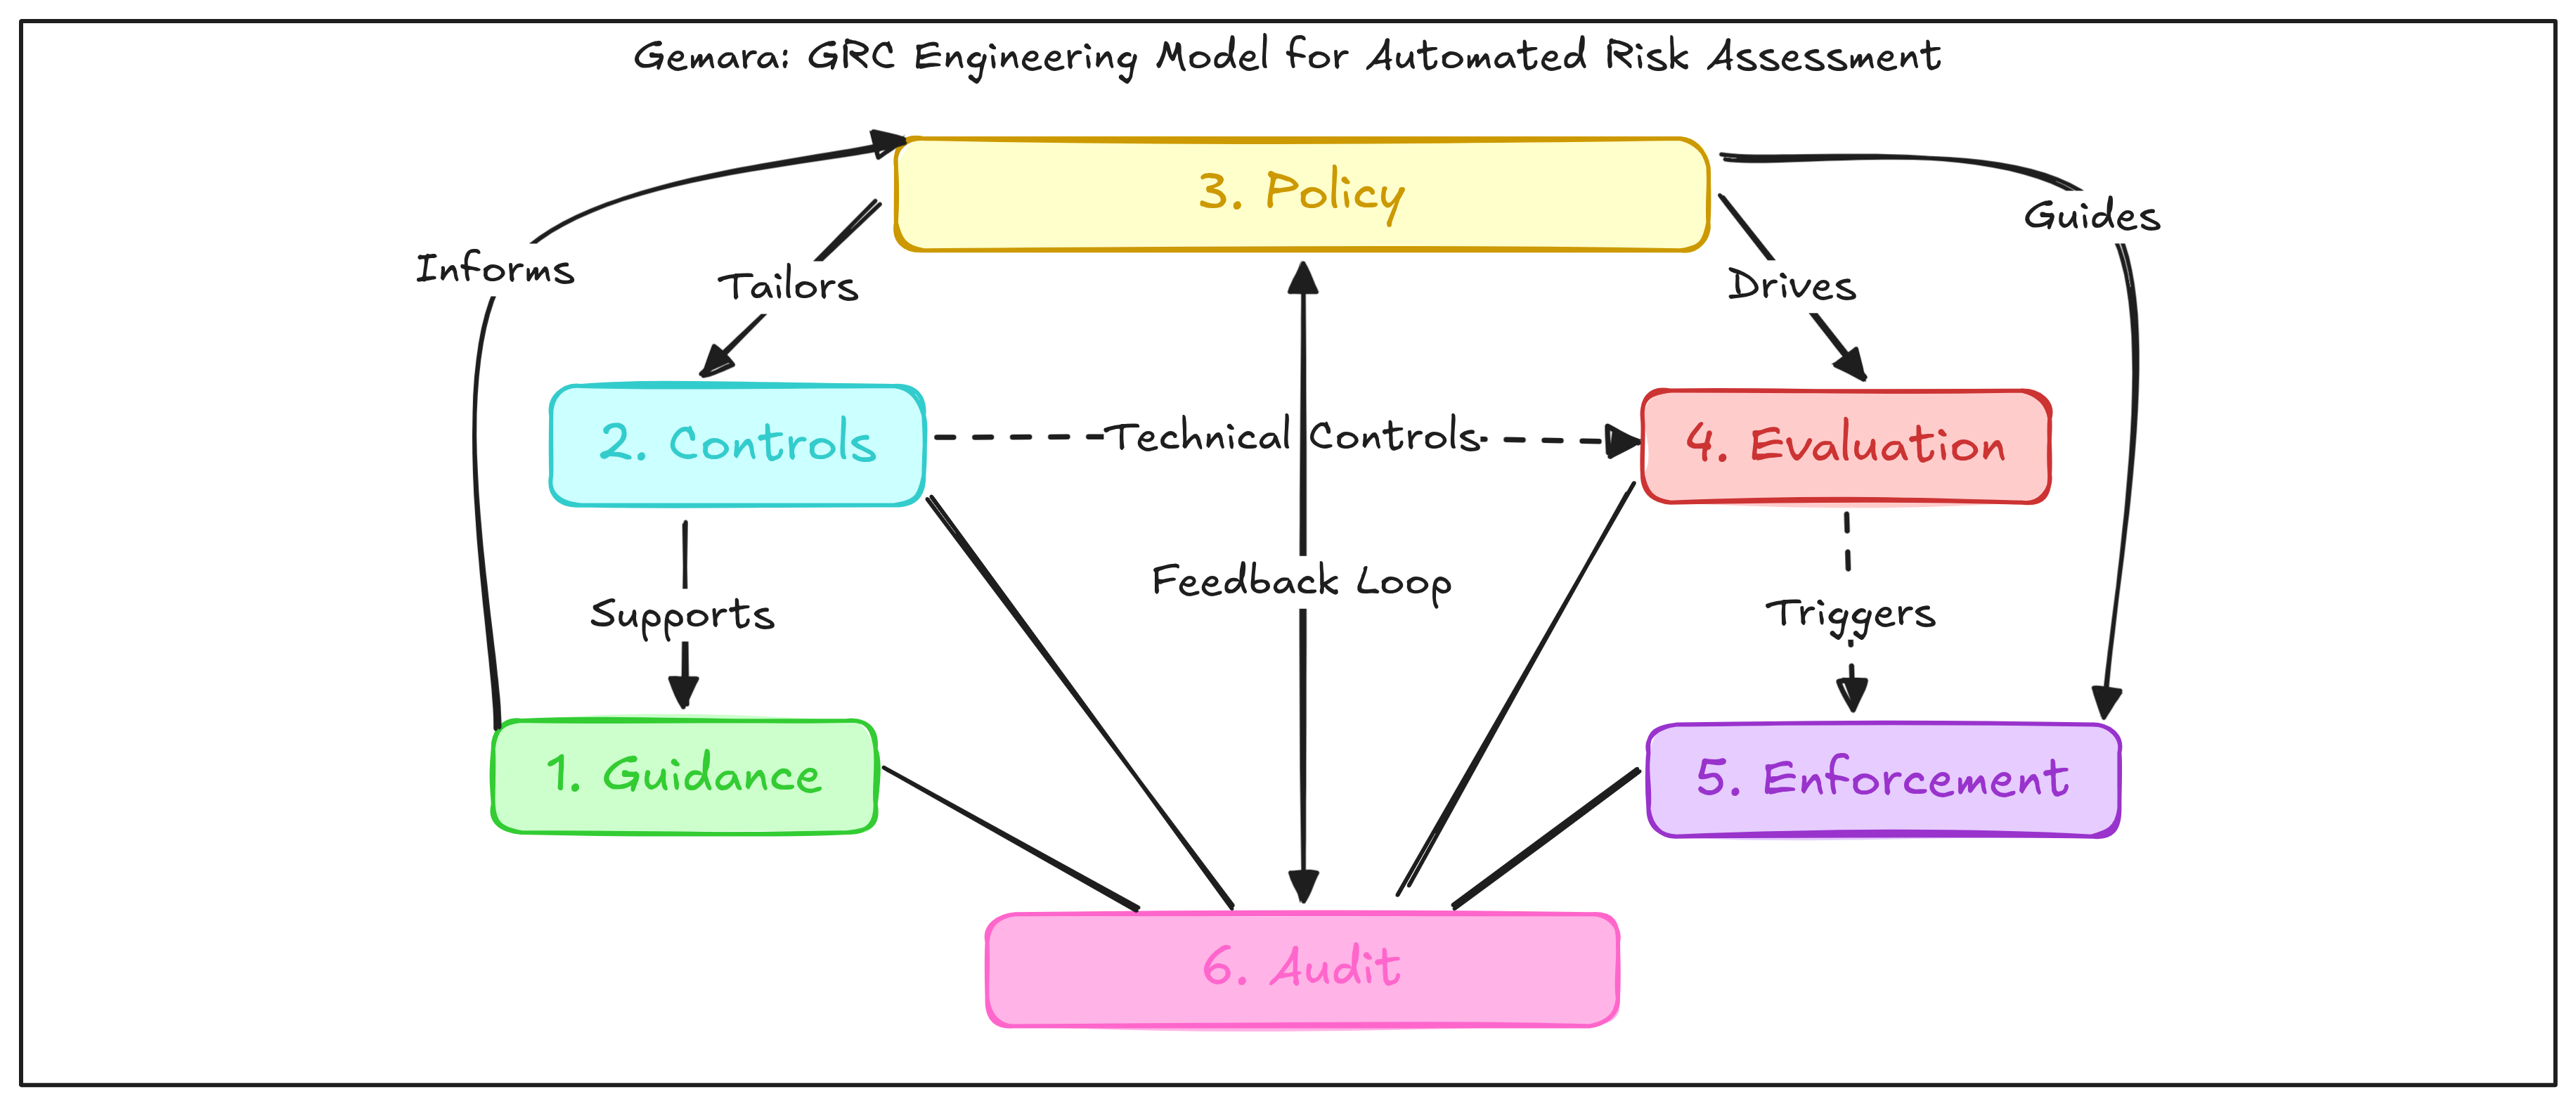 Gemara: GRC Engineering Model for Automated Risk Assessment
3. Policy
Guides
Informs
Tailors
Drives
2. Controls
Technical Controls
4. Evaluation
Feedback Loop
Supports
Triggers
1. Guidance
5. Enforcement
6. Audit